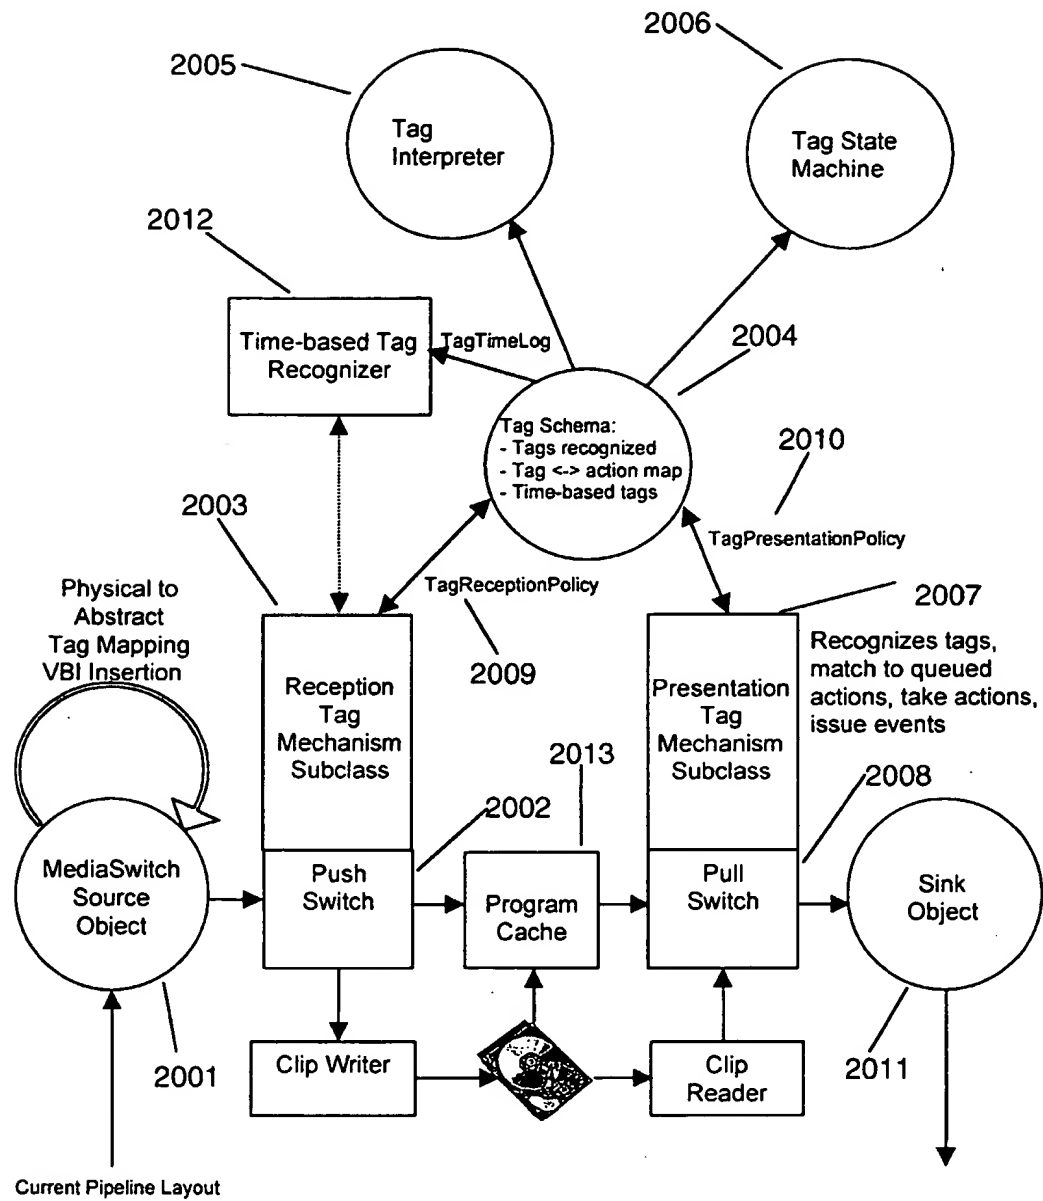 2006
2005
Tag
Interpreter
Tag State
Machine
2012
Time-based Tag
Recognizer
TagTimeLog
2004
Tag Schema:
- Tags recognized
- Tag <-> action map
- Time-based tags
2010
2003
TagPresentationPolicy
TagReceptionPolicy
Physical to
Abstract
Tag Mapping
VBI Insertion
2009
2007
Recognizes tags,
match to queued
actions, take actions,
issue events
Reception
Tag
Mechanism
Subclass
Presentation
Tag
Mechanism
Subclass
2013
2002
2008
MediaSwitch
Source
Object
Push
Switch
Program
Cache
Pull
Switch
Sink
Object
2001
Clip Writer
Clip
Reader
2011
Current Pipeline Layout